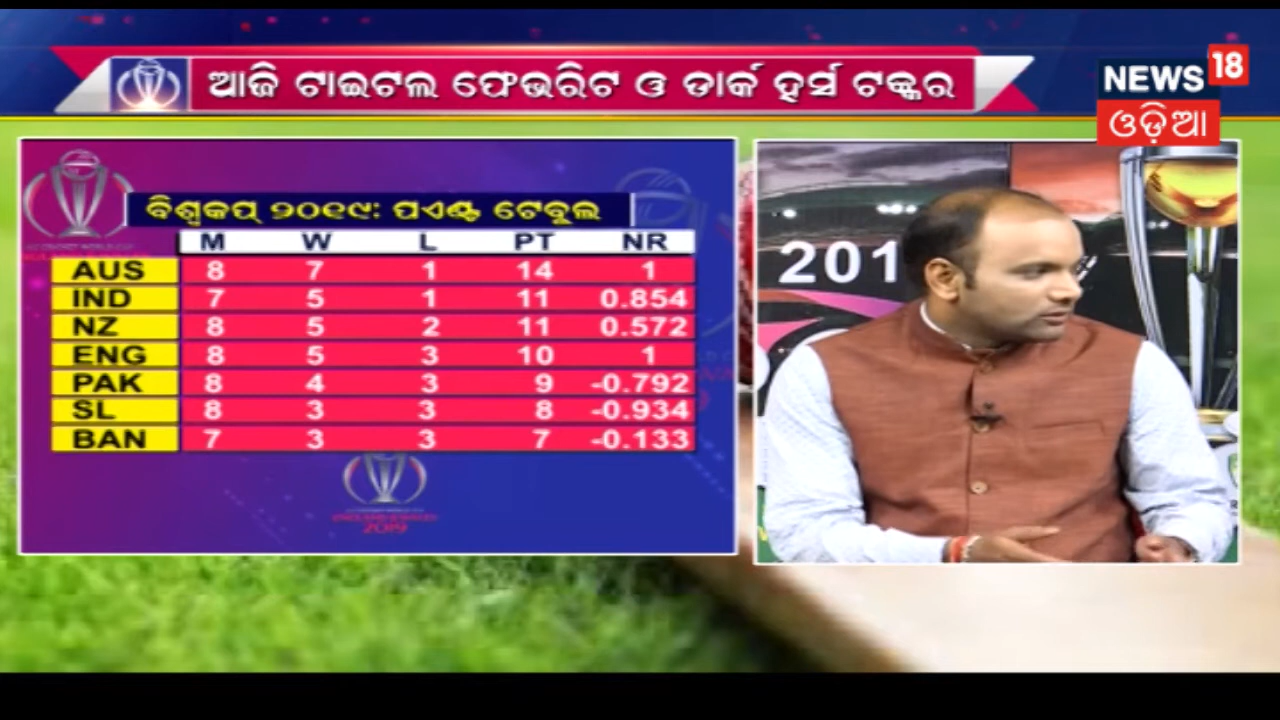 ଆଜି ଟାଇଟଲ ଫେଭରିଟ ଓ ଡାର୍କ ହର୍ସ ଟକ୍କର
NEWS 18
ଓଡ଼ିଆ
ବିଶ୍ୱକପ୍ ୨୦୧୯: ପଏଣ୍ଟ ଟେବୁଲ
M W L PT NR
AUS 8 7 1 14 1
IND 7 5 1 11 0.854
NZ 8 5 2 11 0.572
ENG 8 5 3 10 1
PAK 8 4 3 9 -0.792
SL 8 3 3 8 -0.934
BAN 7 3 3 7 -0.133
2019
201